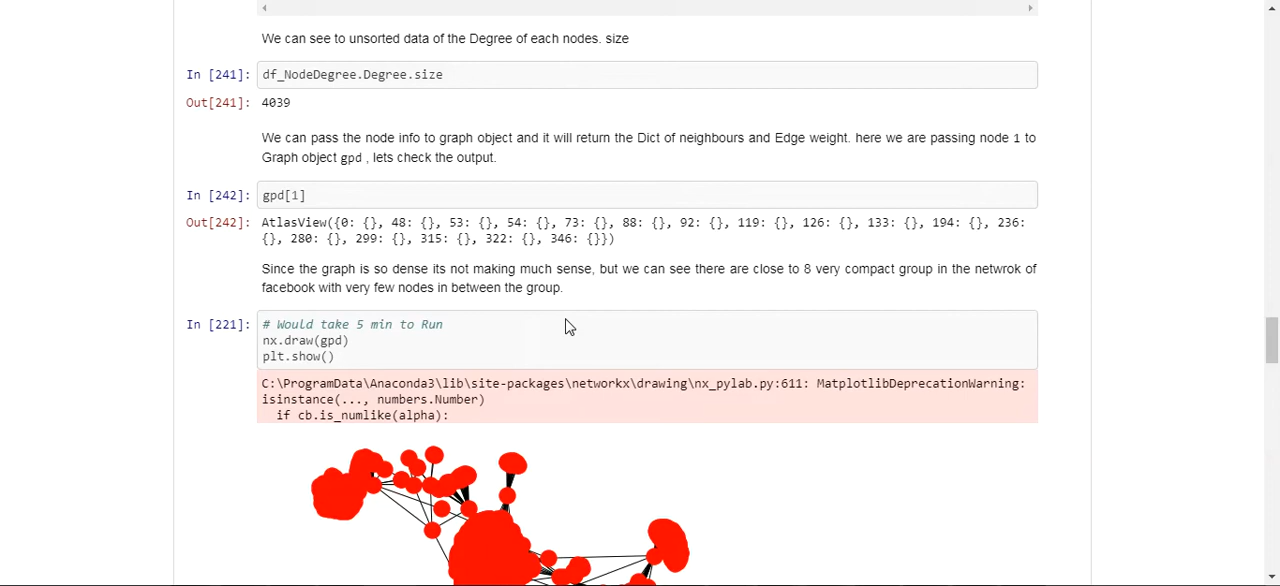 We can see to unsorted data of the Degree of each nodes. size
In [241]: df_NodeDegree.Degree.size
Out[241]: 4039
We can pass the node info to graph object and it will return the Dict of neighbours and Edge weight. here we are passing node 1 to
Graph object gpd , lets check the output.
In [242]: gpd[1]
Out[242]: AtlasView({0: {}, 48: {}, 53: {}, 54: {}, 73: {}, 88: {}, 92: {}, 119: {}, 126: {}, 133: {}, 194: {}, 236:
{}, 280: {}, 299: {}, 315: {}, 322: {}, 346: {}})
Since the graph is so dense its not making much sense, but we can see there are close to 8 very compact group in the netwrok of
facebook with very few nodes in between the group.
In [221]: # Would take 5 min to Run
nx.draw(gpd)
plt.show()
C:\ProgramData\Anaconda3\lib\site-packages\networkx\drawing\nx_pylab.py:611: MatplotlibDeprecationWarning:
isinstance(..., numbers.Number)
if cb.is_numlike(alpha):